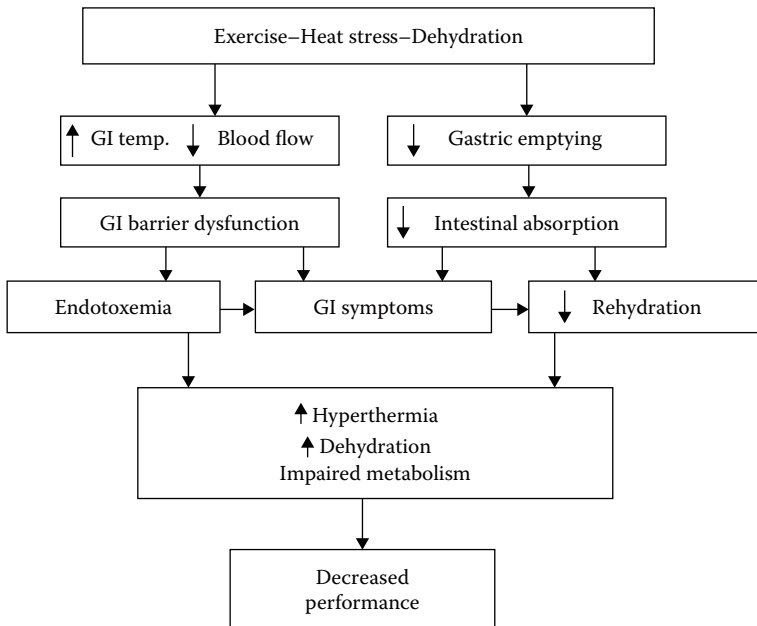 Exercise–Heat stress–Dehydration
GI temp. Blood flow
Gastric emptying
GI barrier dysfunction
Intestinal absorption
Endotoxemia
GI symptoms
Rehydration
Hyperthermia
Dehydration
Impaired metabolism
Decreased
performance